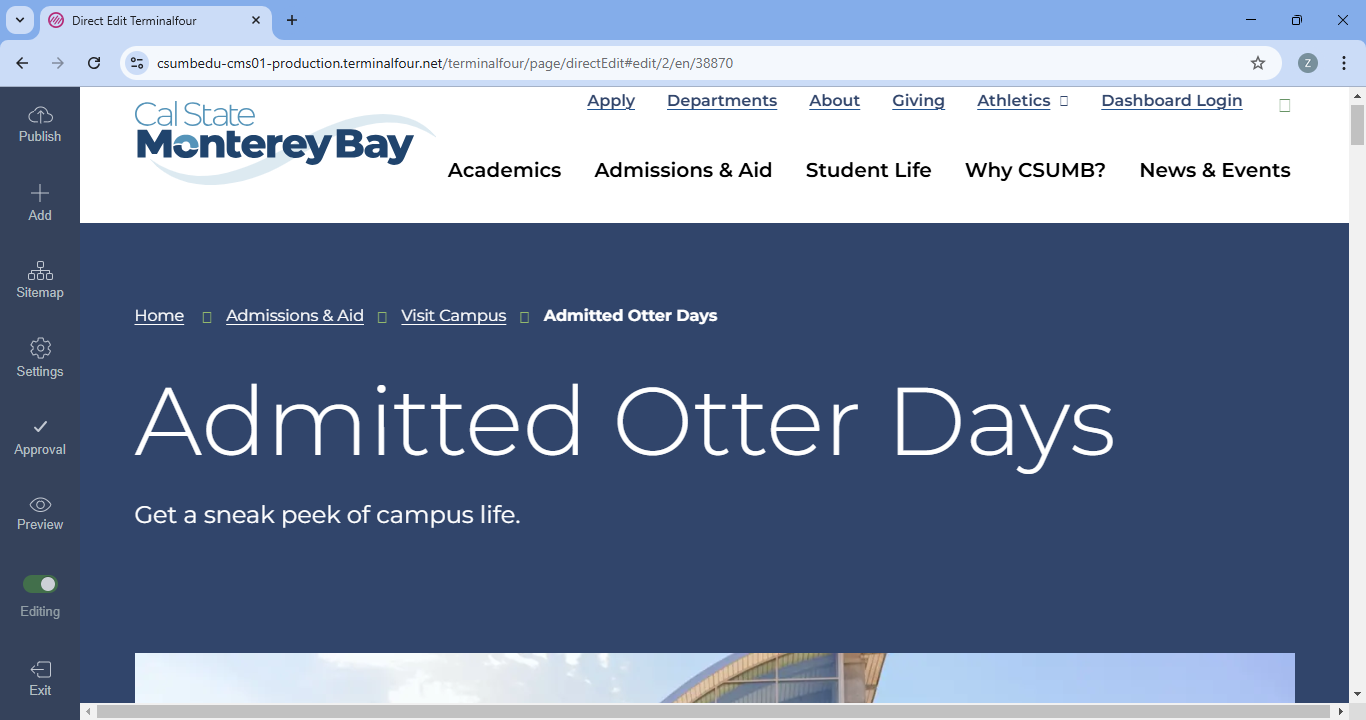 Direct Edit Terminalfour
csumbedu-cms01-production.terminalfour.net/terminalfour/page/directEdit#edit/2/en/38870
Z
Publish
Add
Sitemap
Settings
Approval
Preview
Editing
Exit
Cal State
Monterey Bay
Apply Departments About Giving Athletics Dashboard Login
Academics Admissions & Aid Student Life Why CSUMB? News & Events
Home Admissions & Aid Visit Campus Admitted Otter Days
Admitted Otter Days
Get a sneak peek of campus life.